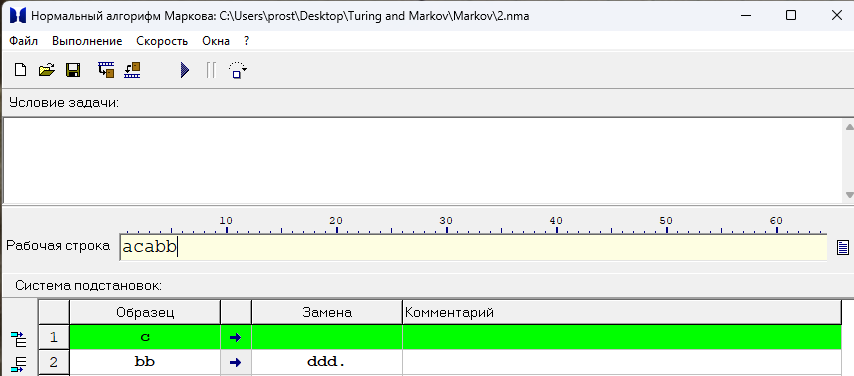 Нормальный алгорифм Маркова: C:\Users\prost\Desktop\Turing and Markov\Markov\2.nma
Файл Выполнение Скорость Окна ?
Условие задачи:
10 20 30 40 50 60
Рабочая строка acabb
Система подстановок:
Образец Замена Комментарий
1 c →
2 bb → ddd.